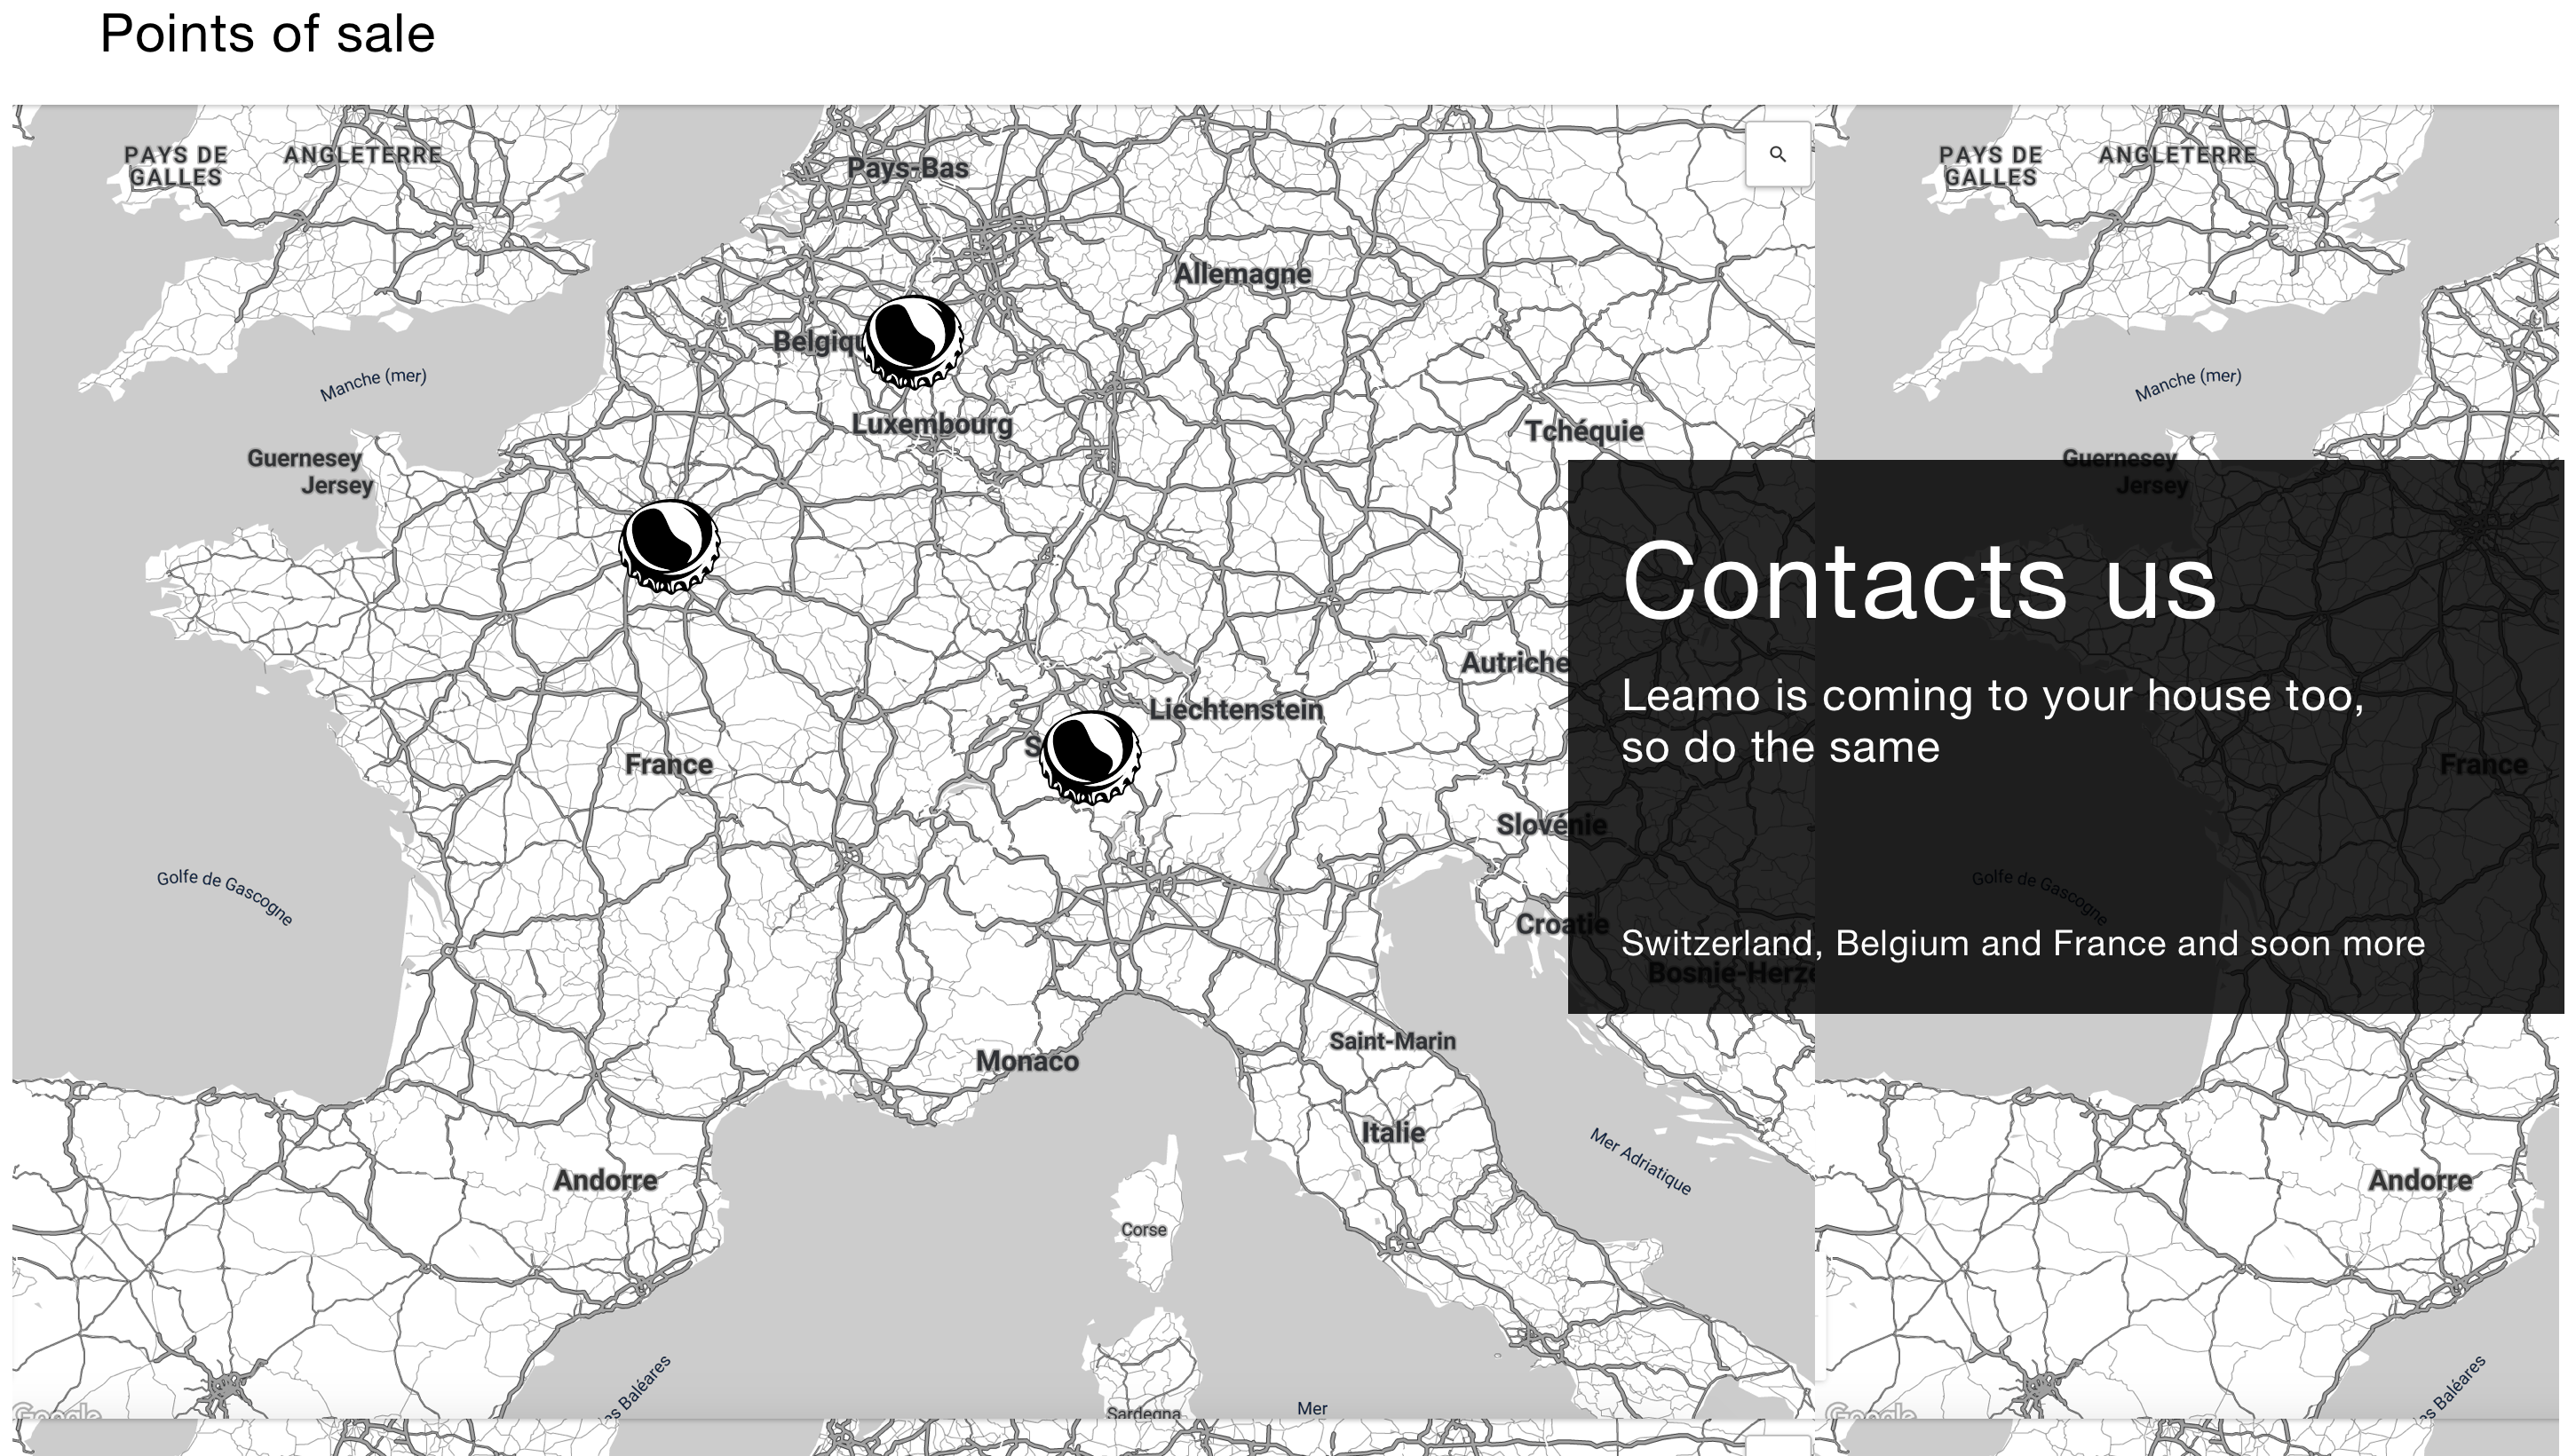 Points of sale
PAYS DE
GALLES
ANGLETERRE
Pays-Bas
PAYS DE
GALLES
ANGLETERRE
Allemagne
Manche (mer)
Luxembourg
Tchéquie
Manche (mer)
Guernesey
Jersey
Guernesey
Jersey
Contacts us
Leamo is coming to your house too,
so do the same
Autriche
Liechtenstein
France
France
Slovénie
Golfe de Gascogne
Golfe de Gascogne
Croatie
Switzerland, Belgium and France and soon more
Saint-Marin
Monaco
Italie
Mer Adriatique
Andorre
Andorre
Corse
Baléares
Baléares
Sardegna
Mer
Google
Google